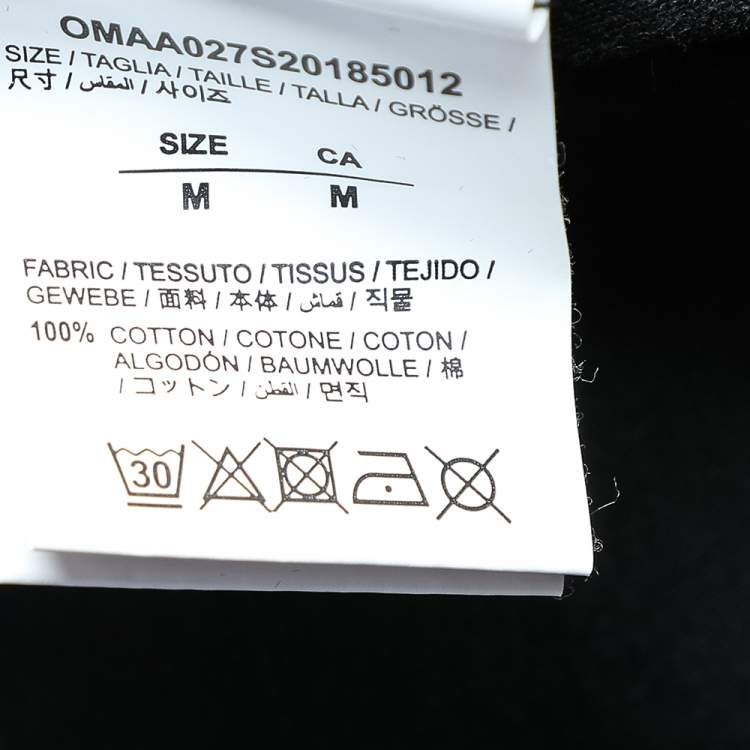 OMAA027S20185012
SIZE / TAGLIA / TAILLE / TALLA / GRÖSSE /
尺寸 / المقاس / 사이즈
SIZE CA
M M
FABRIC / TESSUTO / TISSUS / TEJIDO /
GEWEBE / 面料 / 本体 / قماش / 직물
100% COTTON / COTONE / COTON /
ALGODÓN / BAUMWOLLE / 棉
/ コットン / القطن / 면직
30